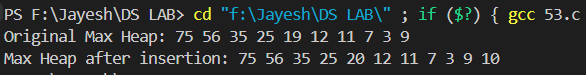 PS F:\Jayesh\DS LAB> cd "f:\Jayesh\DS LAB\" ; if ($?) { gcc 53.c
Original Max Heap: 75 56 35 25 19 12 11 7 3 9
Max Heap after insertion: 75 56 35 25 20 12 11 7 3 9 10